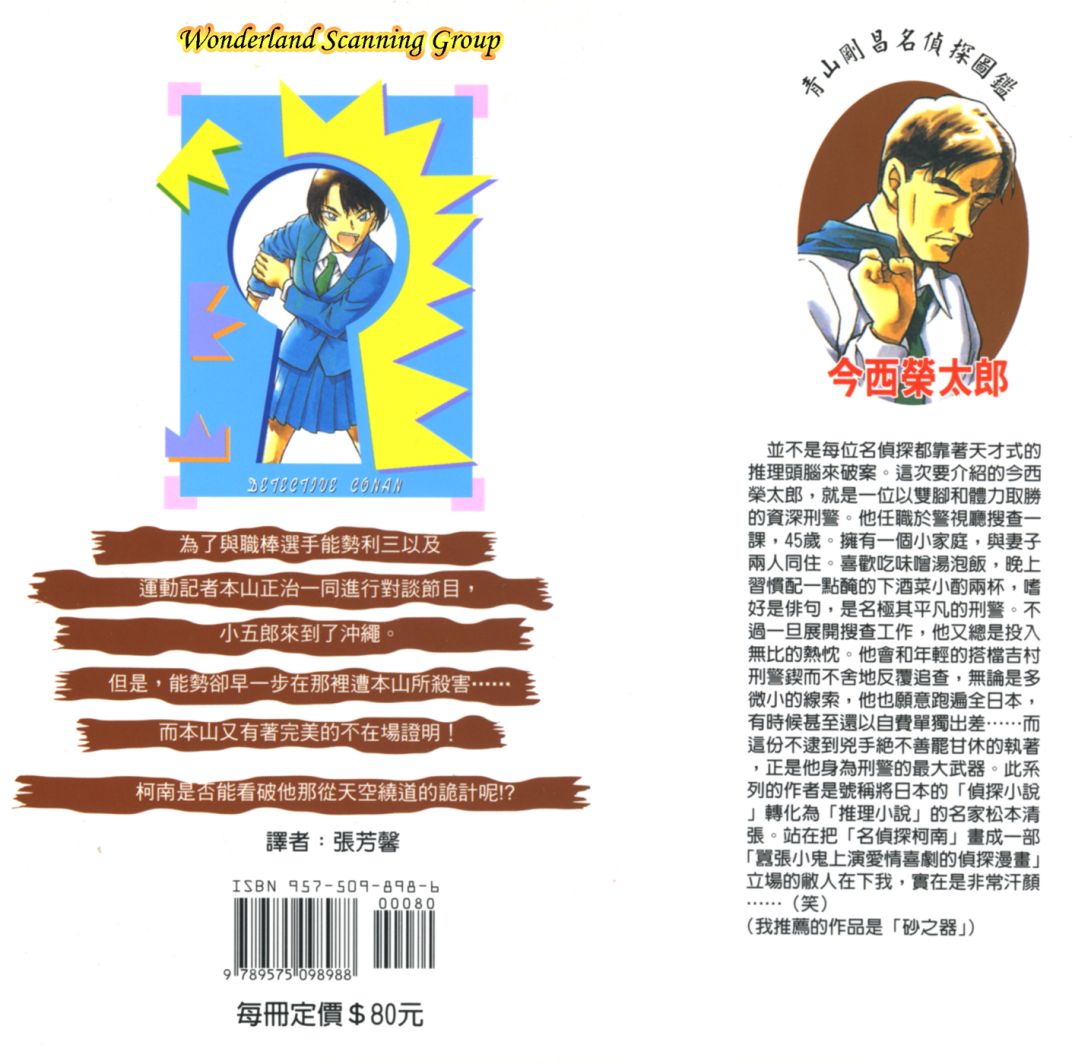 Wonderland Scanning Group
DETECTIVE CONAN
為了與職棒選手能勢利三以及
運動記者本山正治一同進行對談節目，
小五郎來到了沖繩。
但是，能勢卻早一步在那裡遭本山所殺害……
而本山又有著完美的不在場證明！
柯南是否能看破他那從天空繞道的詭計呢!?
譯者：張芳馨
ISBN 957-509-898-6
00080
9 789575 098988
每冊定價＄80元
青山剛昌名偵探圖鑑
今西榮太郎
並不是每位名偵探都靠著天才式的
推理頭腦來破案。這次要介紹的今西
榮太郎，就是一位以雙腳和體力取勝
的資深刑警。他任職於警視廳搜查一
課，45歲。擁有一個小家庭，與妻子
兩人同住。喜歡吃味噌湯泡飯，晚上
習慣配一點醃的下酒菜小酌兩杯，嗜
好是俳句，是名極其平凡的刑警。不
過一旦展開搜查工作，他又總是投入
無比的熱忱。他會和年輕的搭檔吉村
刑警鍥而不舍地反覆追查，無論是多
微小的線索，他也願意跑遍全日本，
有時候甚至還以自費單獨出差……而
這份不逮到兇手絕不善罷甘休的執著
，正是他身為刑警的最大武器。此系
列的作者是號稱將日本的「偵探小說
」轉化為「推理小說」的名家松本清
張。站在把「名偵探柯南」畫成一部
「囂張小鬼上演愛情喜劇的偵探漫畫」
立場的敝人在下我，實在是非常汗顏
……（笑）
（我推薦的作品是「砂之器」）